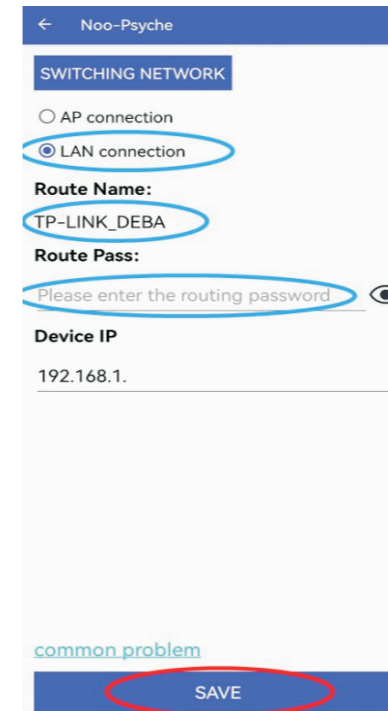 Noo-Psyche
SWITCHING NETWORK
AP connection
LAN connection
Route Name:
TP-LINK_DEBA
Route Pass:
Please enter the routing password
Device IP
192.168.1.
common problem
SAVE